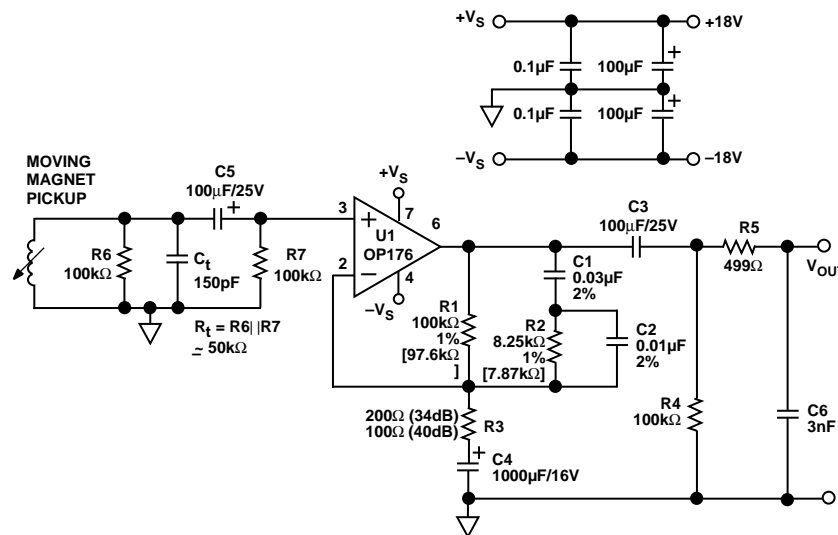 +VS
+18V
0.1µF
100µF
+
0.1µF
100µF
+
–VS
–18V
MOVING
MAGNET
PICKUP
C5
100µF/25V
+
+VS
3
+
7
6
U1
OP176
2
–
4
–VS
C3
100µF/25V
R5
499Ω
VOUT
R6
100kΩ
Ct
150pF
R7
100kΩ
Rt = R6||R7
~ 50kΩ
C1
0.03µF
2%
R1
100kΩ
1%
[97.6kΩ
]
R2
8.25kΩ
1%
[7.87kΩ]
C2
0.01µF
2%
200Ω (34dB)
100Ω (40dB)
R3
+
C4
1000µF/16V
R4
100kΩ
C6
3nF